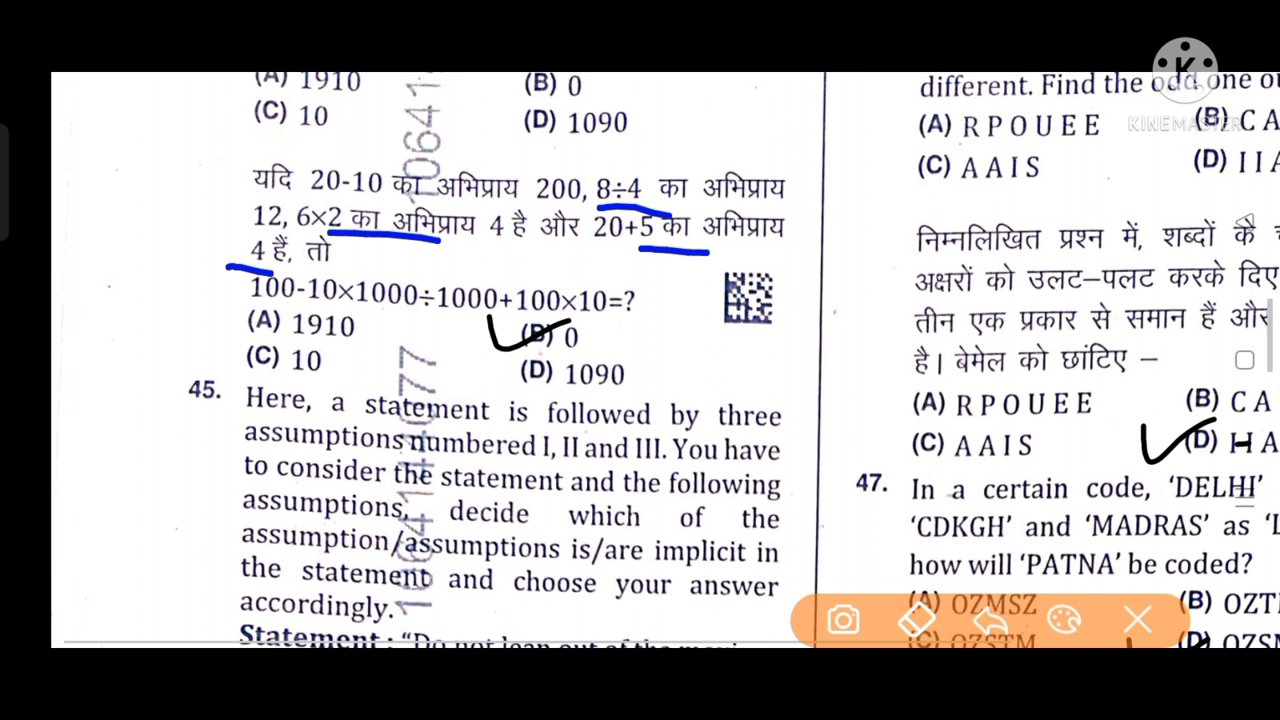 (A) 1910 (B) 0
(C) 10 (D) 1090
यदि 20-10 का अभिप्राय 200, 8÷4 का अभिप्राय
12, 6×2 का अभिप्राय 4 है और 20+5 का अभिप्राय
4 हैं, तो
100-10×1000÷1000+100×10=?
(A) 1910 (B) 0
(C) 10 (D) 1090
45. Here, a statement is followed by three
assumptions numbered I, II and III. You have
to consider the statement and the following
assumptions, decide which of the
assumption/assumptions is/are implicit in
the statement and choose your answer
accordingly.
Statement :
different. Find the odd one
(A) R P O U E E (B) C A
(C) A A I S (D) I I A
निम्नलिखित प्रश्न में, शब्दों के
अक्षरों को उलट-पलट करके दिए
तीन एक प्रकार से समान हैं और
है। बेमेल को छांटिए –
(A) R P O U E E (B) C A
(C) A A I S (D)
47. In a certain code, 'DELHI'
'CDKGH' and 'MADRAS' as
how will 'PATNA' be coded?
(A) OZMSZ (B)
(C) OZSTM (D)
K
KINEMASTER